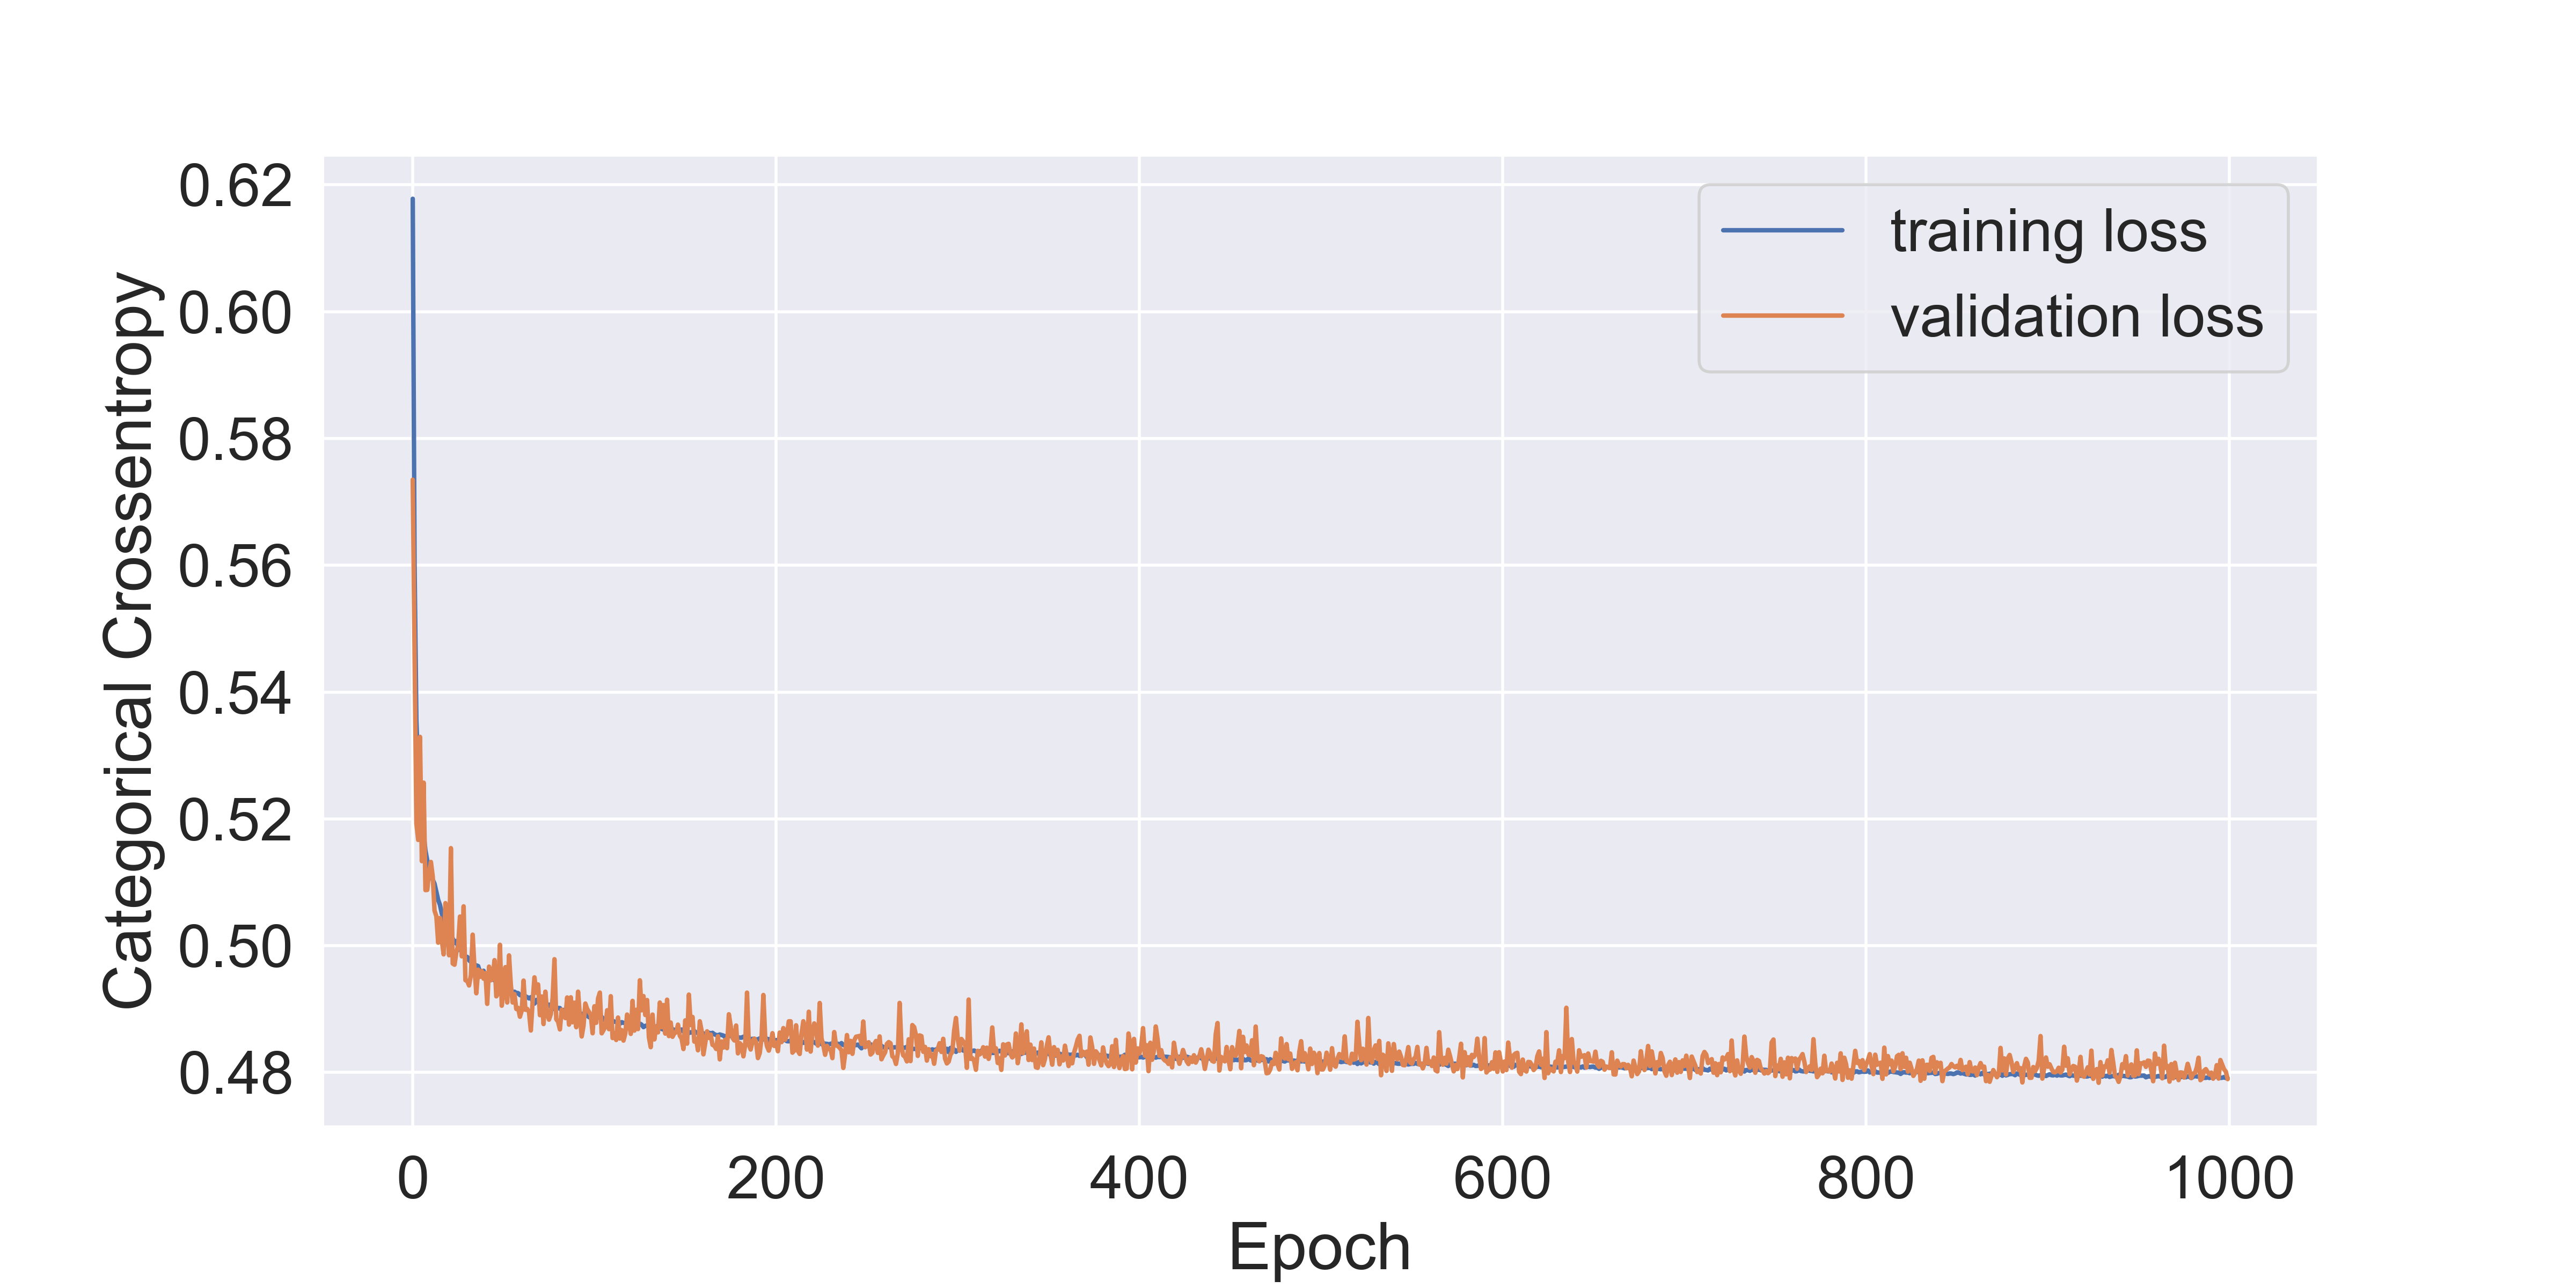 0.62
0.60
0.58
0.56
0.54
0.52
0.50
0.48
Categorical Crossentropy
training loss
validation loss
0 200 400 600 800 1000
Epoch